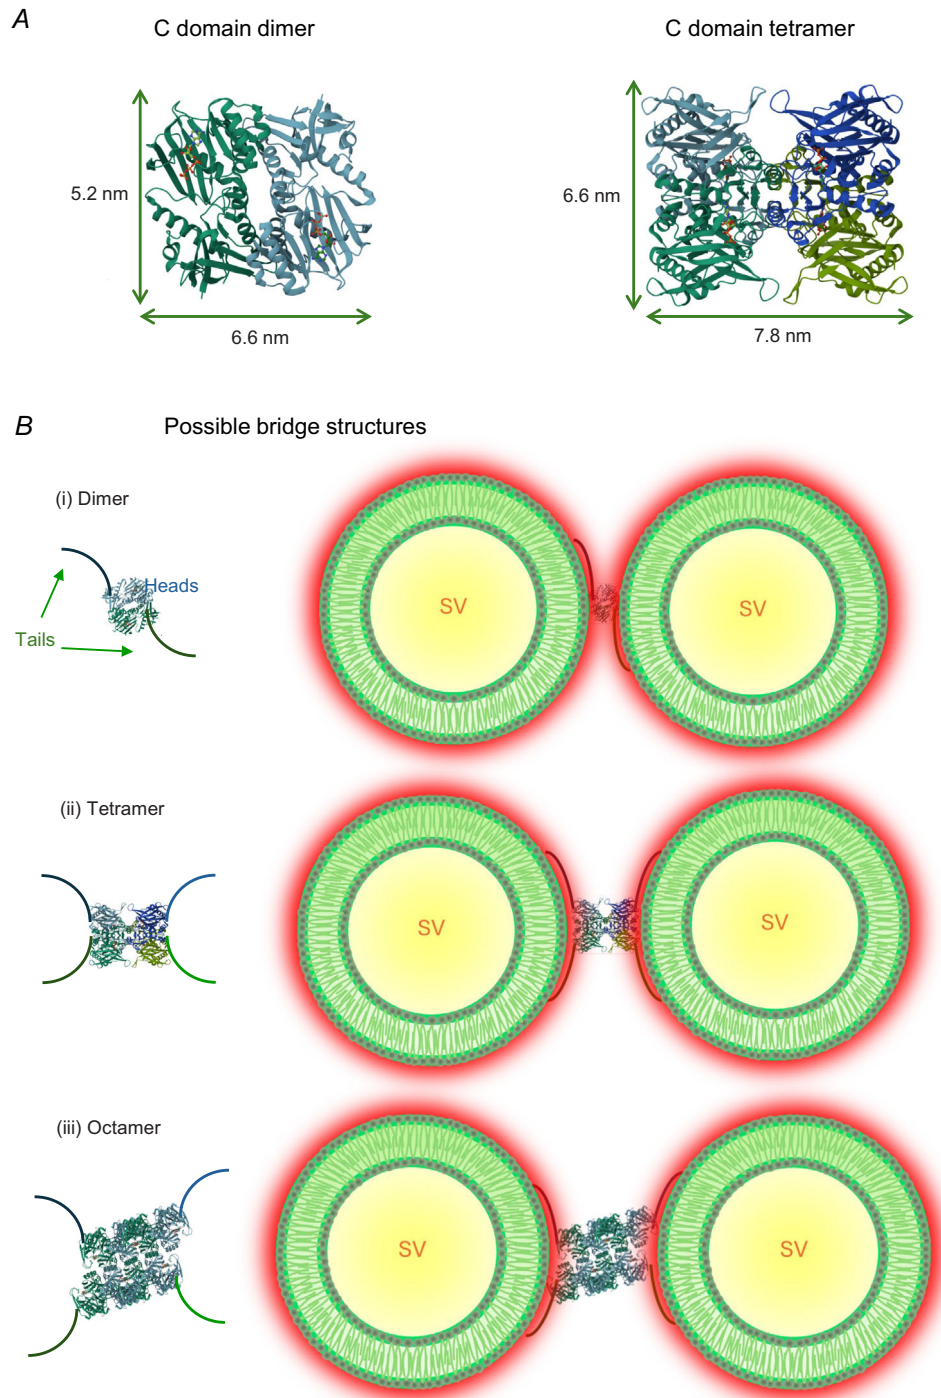 A
C domain dimer
C domain tetramer
5.2 nm
6.6 nm
6.6 nm
7.8 nm
B
Possible bridge structures
(i) Dimer
Heads
Tails
SV
SV
(ii) Tetramer
SV
SV
(iii) Octamer
SV
SV